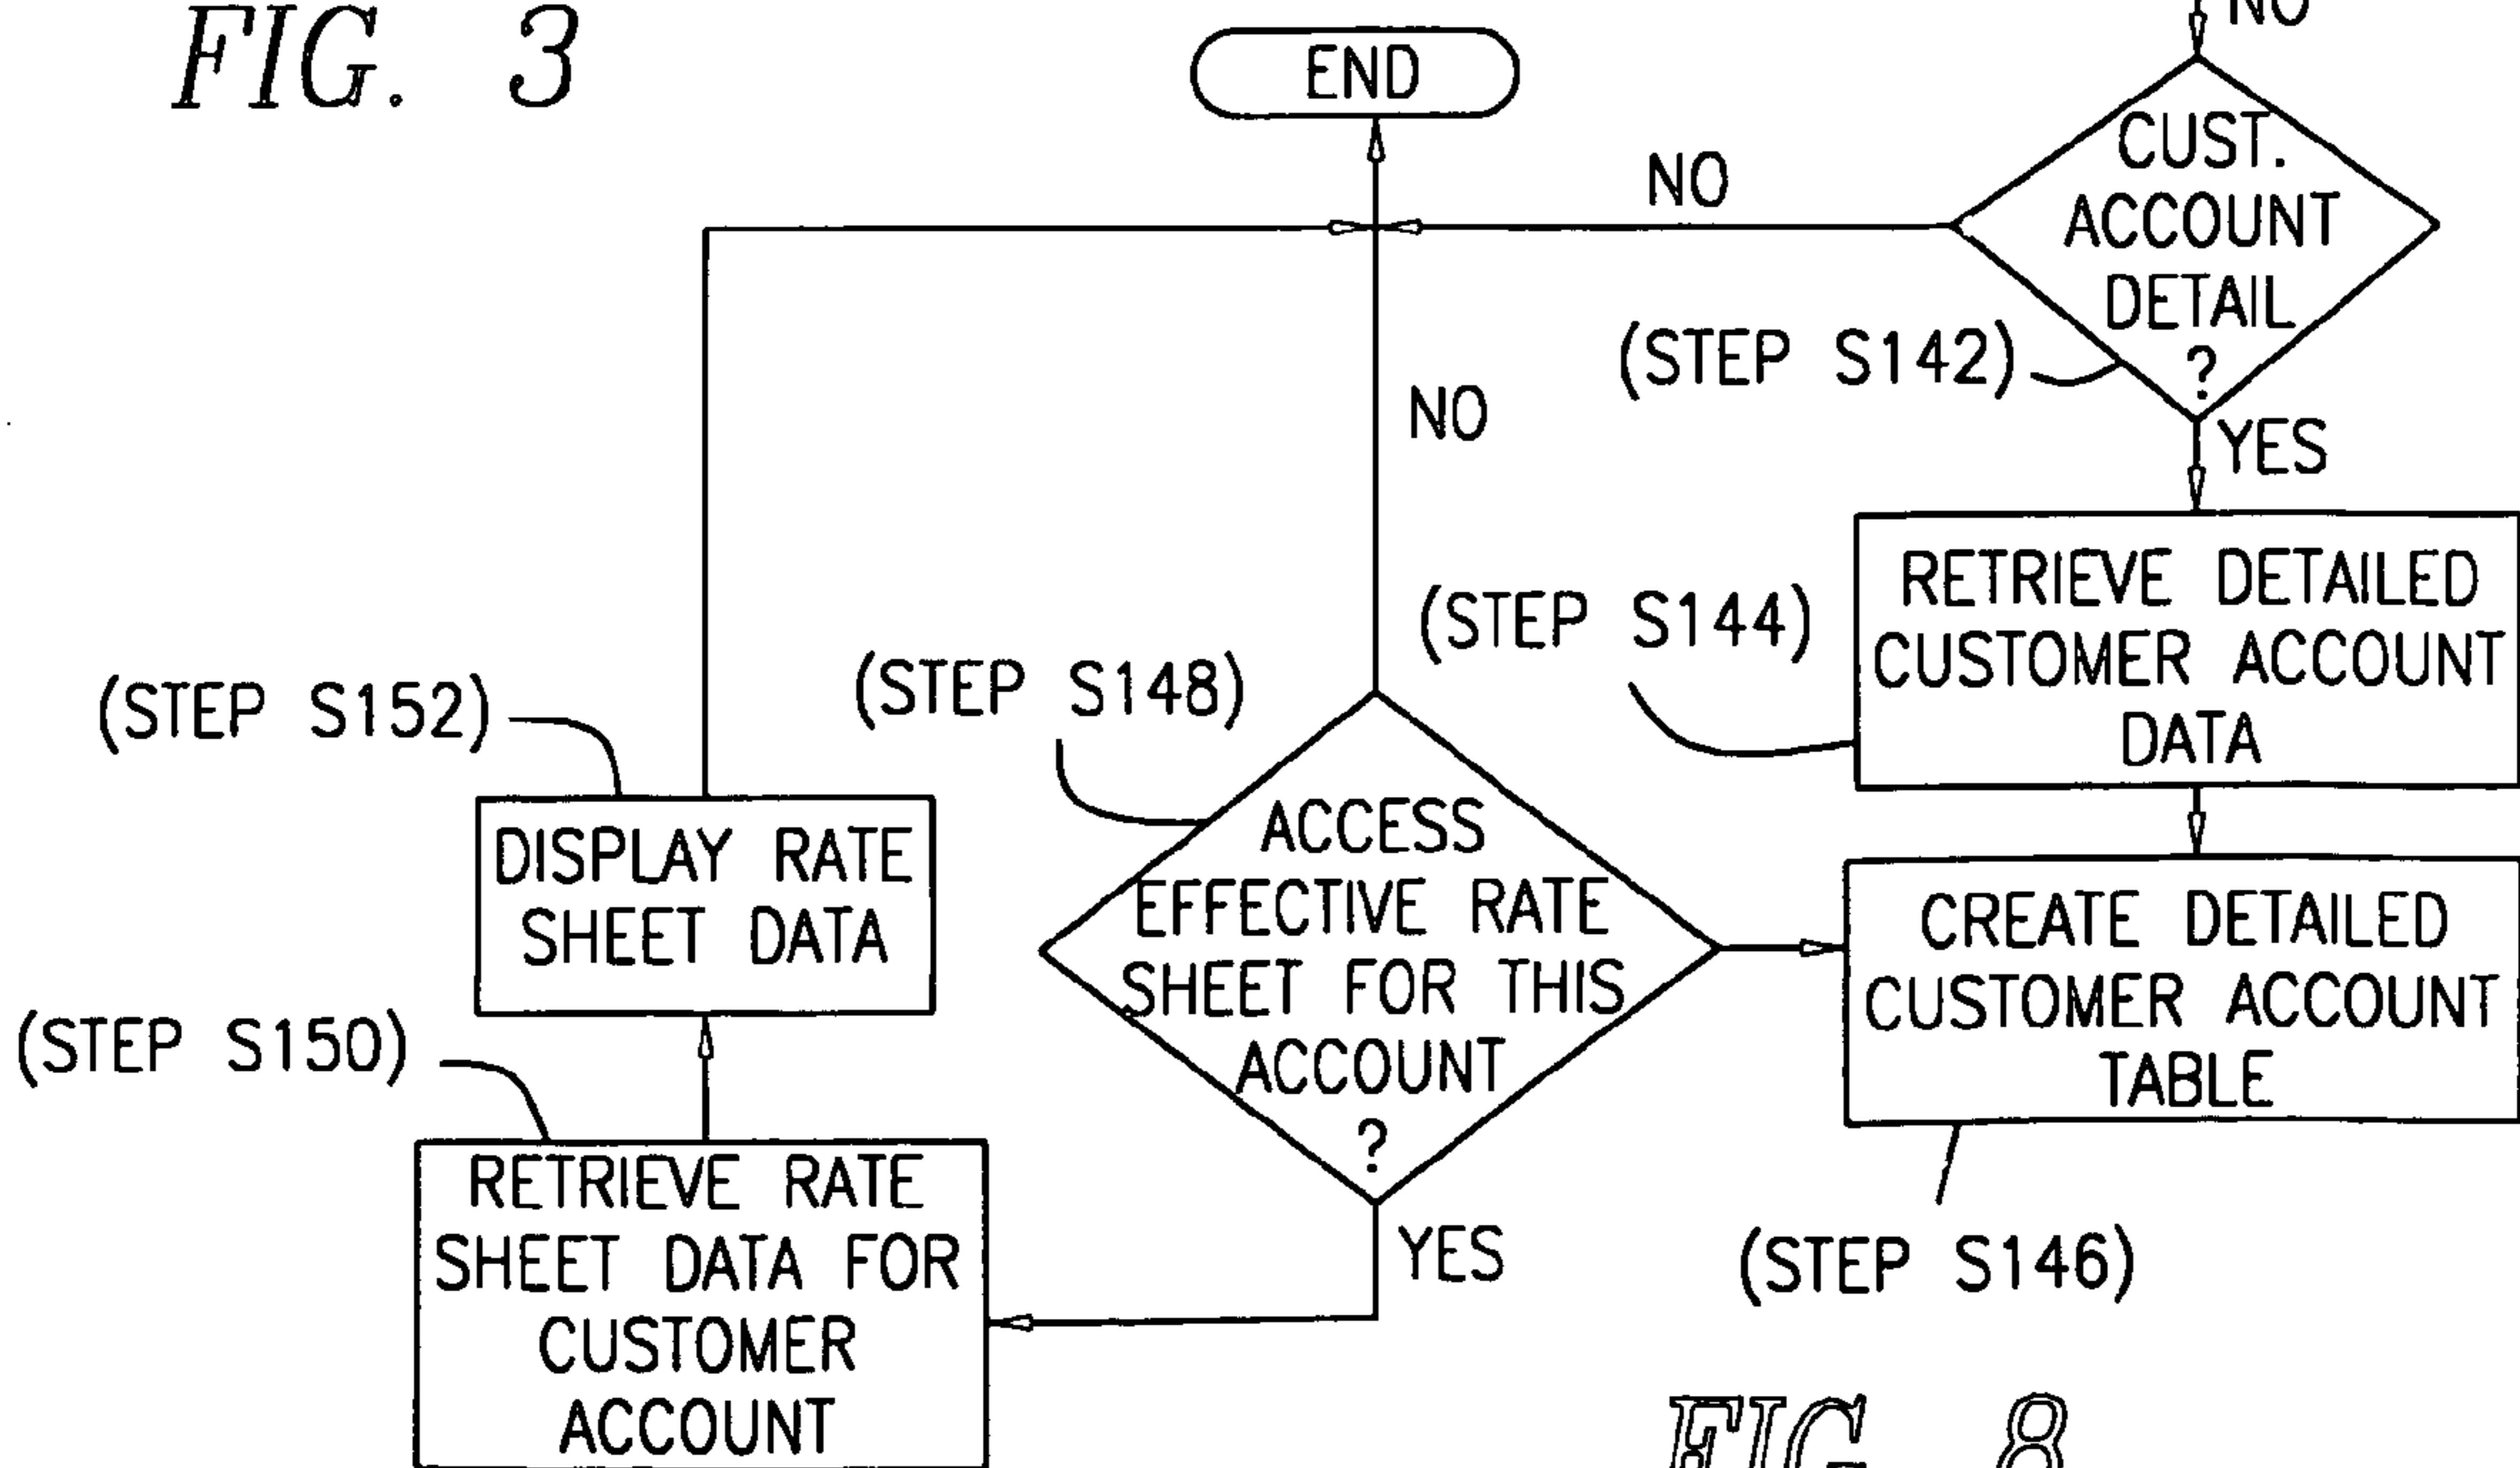 FIG. 3
NO
END
CUST.
ACCOUNT
DETAIL
?
NO
(STEP S142)
YES
NO
RETRIEVE DETAILED
CUSTOMER ACCOUNT
DATA
(STEP S144)
(STEP S148)
(STEP S152)
DISPLAY RATE
SHEET DATA
ACCESS
EFFECTIVE RATE
SHEET FOR THIS
ACCOUNT
?
CREATE DETAILED
CUSTOMER ACCOUNT
TABLE
(STEP S150)
RETRIEVE RATE
SHEET DATA FOR
CUSTOMER
ACCOUNT
YES
(STEP S146)
FIG. 8